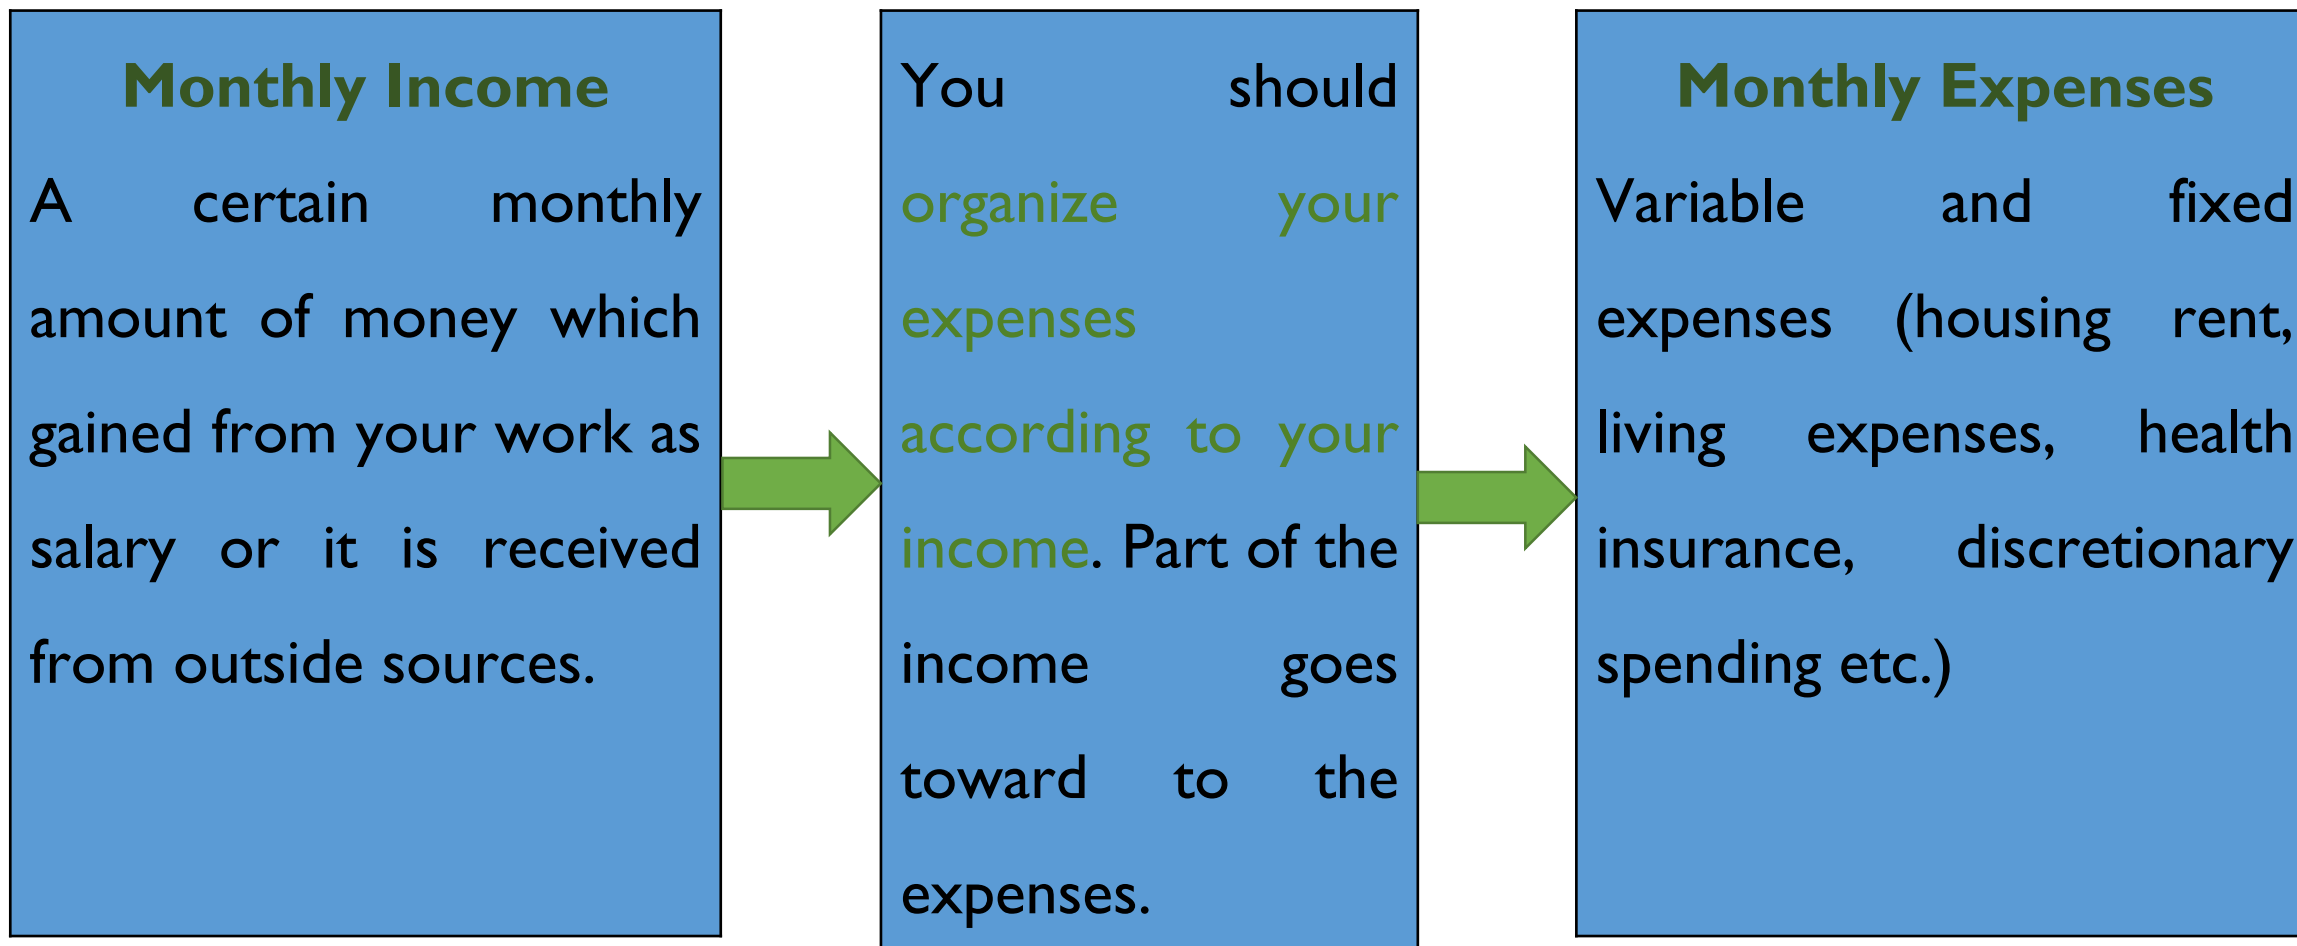 Monthly Income
A certain monthly
amount of money which
gained from your work as
salary or it is received
from outside sources.
You should
organize your
expenses
according to your
income. Part of the
income goes
toward to the
expenses.
Monthly Expenses
Variable and fixed
expenses (housing rent,
living expenses, health
insurance, discretionary
spending etc.)